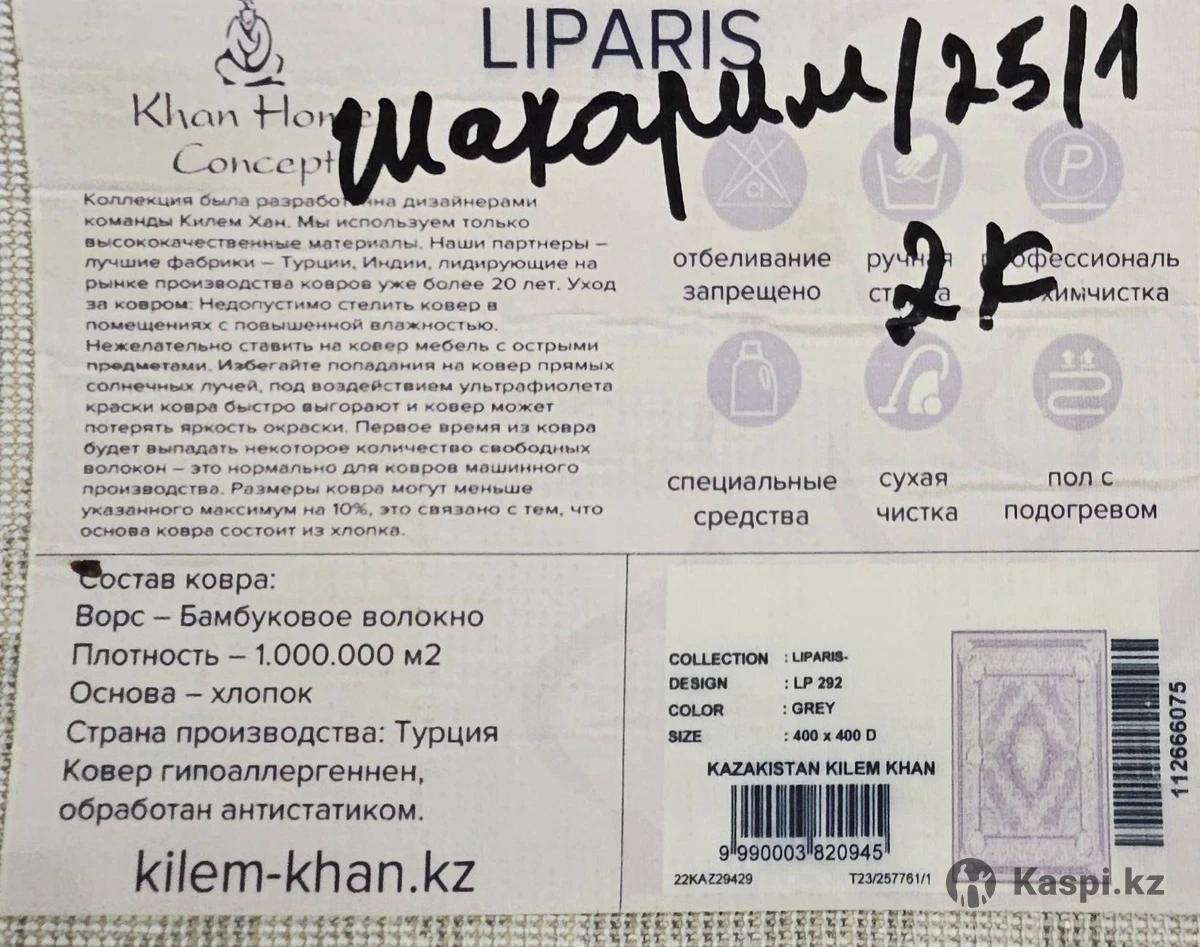 LIPARIS
Khan Home
Concept
Шакарим/25/1
2К
Коллекция была разработана дизайнерами
команды Килем Хан. Мы используем только
высококачественные материалы. Наши партнеры –
лучшие фабрики – Турции, Индии, лидирующие на
рынке производства ковров уже более 20 лет. Уход
за ковром: Недопустимо стелить ковер в
помещениях с повышенной влажностью.
Нежелательно ставить на ковер мебель с острыми
предметами. Избегайте попадания на ковер прямых
солнечных лучей, под воздействием ультрафиолета
краски ковра быстро выгорают и ковер может
потерять яркость окраски. Первое время из ковра
будет выпадать некоторое количество свободных
волокон – это нормально для ковров машинного
производства. Размеры ковра могут меньше
указанного максимум на 10%, это связано с тем, что
основа ковра состоит из хлопка.
Cl
P
отбеливание
запрещено
ручная
стирка
профессиональ
химчистка
специальные
средства
сухая
чистка
пол с
подогревом
Состав ковра:
Ворс – Бамбуковое волокно
Плотность – 1.000.000 м2
Основа – хлопок
Страна производства: Турция
Ковер гипоаллергеннен,
обработан антистатиком.
kilem-khan.kz
COLLECTION : LIPARIS-
DESIGN : LP 292
COLOR : GREY
SIZE : 400 x 400 D
KAZAKISTAN KILEM KHAN
9 990003 820945
22KAZ29429 T23/257761/1
112666075
Kaspi.kz